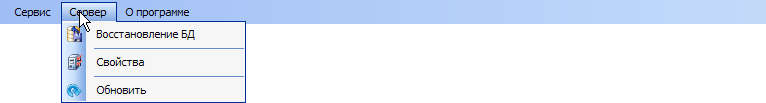 Сервис Сервер О программе
Восстановление БД
Свойства
Обновить